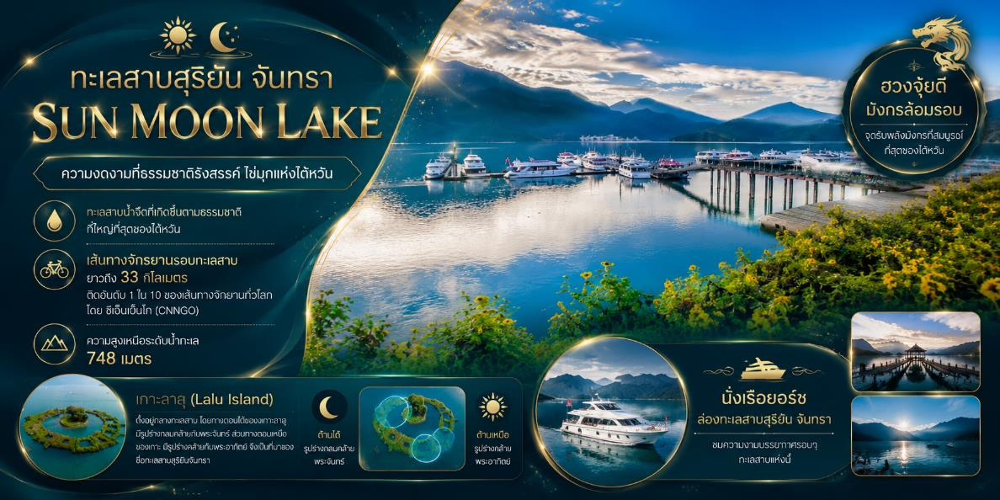 ทะเลสาบสุริยัน จันทรา
SUN MOON LAKE
ความงดงามที่ธรรมชาติรังสรรค์ ไข่มุกแห่งไต้หวัน
ทะเลสาบน้ำจืดที่เกิดขึ้นตามธรรมชาติ
ที่ใหญ่ที่สุดของไต้หวัน
เส้นทางจักรยานรอบทะเลสาบ
ยาวถึง 33 กิโลเมตร
ติดอันดับ 1 ใน 10 ของเส้นทางจักยานทั่วโลก
โดย ซีเอ็นเอ็นโก (CNNGO)
ความสูงเหนือระดับน้ำทะเล
748 เมตร
ฮวงจุ้ยดี
มังกรล้อมรอบ
จุดรับพลังมังกรที่สมบูรณ์
ที่สุดของไต้หวัน
เกาะลาลู (Lalu Island)
ตั้งอยู่กลางทะเลสาบ โดยทางตอนใต้ของเกาะลาลู
มีรูปร่างกลมคล้ายกับพระจันทร์ ส่วนทางตอนเหนือ
ของเกาะ มีรูปร่างคล้ายกับพระอาทิตย์ จึงเป็นที่มาของ
ชื่อทะเลสาบสุริยันจันทรา
ด้านใต้
รูปร่างกลมคล้าย
พระจันทร์
ด้านเหนือ
รูปร่างคล้าย
พระอาทิตย์
นั่งเรือยอร์ช
ล่องทะเลสาบสุริยัน จันทรา
ชมความงามบรรยากาศรอบๆ
ทะเลสาบแห่งนี้